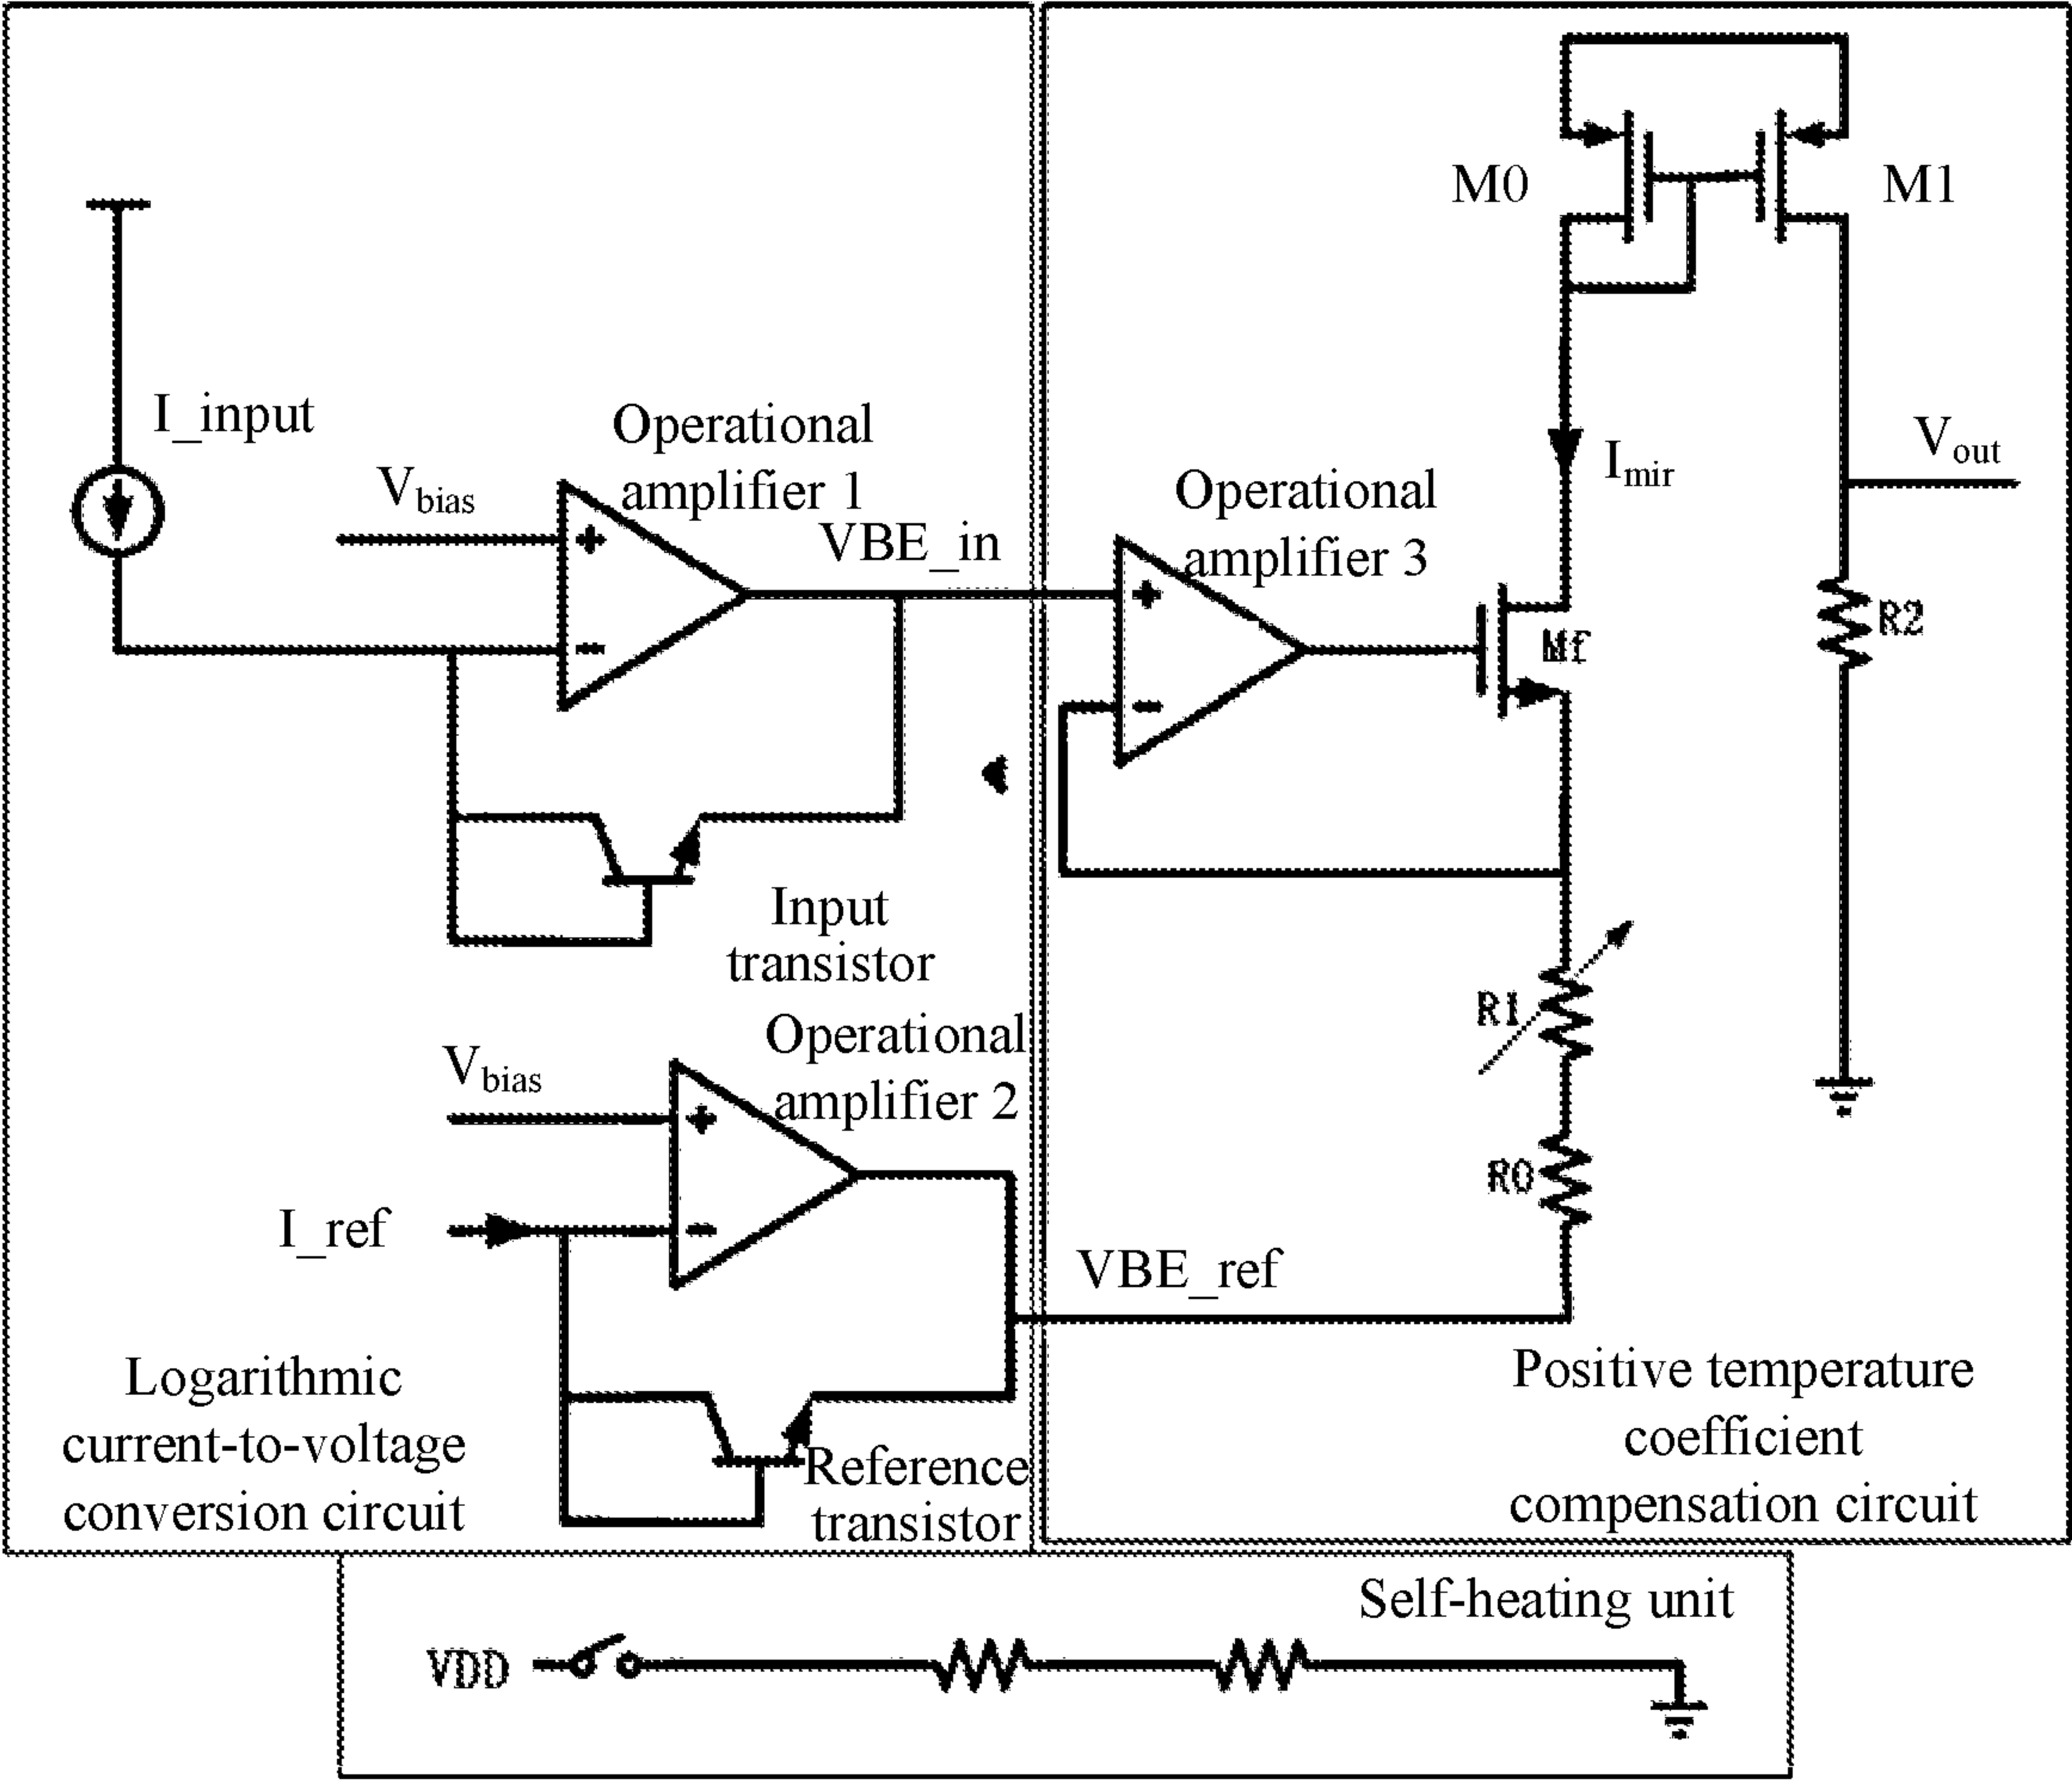 M0
M1
I_input
Operational
amplifier 1
Vbias
VBE_in
Operational
amplifier 3
Imir
Vout
R2
Mf
Input
transistor
R1
Operational
amplifier 2
Vbias
R0
I_ref
VBE_ref
Logarithmic
current-to-voltage
conversion circuit
Reference
transistor
Positive temperature
coefficient
compensation circuit
Self-heating unit
VDD